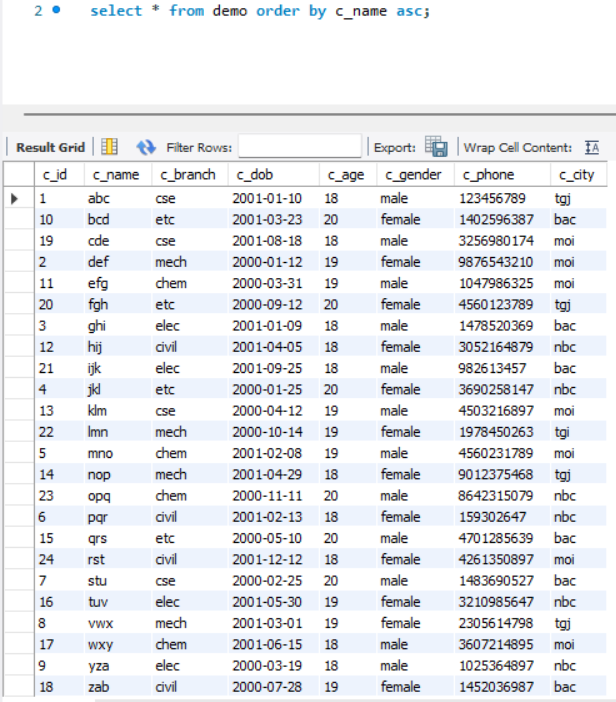 2 select * from demo order by c_name asc;
Result Grid Filter Rows: Export: Wrap Cell Content: IA
c_id c_name c_branch c_dob c_age c_gender c_phone c_city
1 abc cse 2001-01-10 18 male 123456789 tgj
10 bcd etc 2001-03-23 20 female 1402596387 bac
19 cde cse 2001-08-18 18 male 3256980174 moi
2 def mech 2000-01-12 19 female 9876543210 moi
11 efg chem 2000-03-31 19 male 1047986325 moi
20 fgh etc 2000-09-12 20 female 4560123789 tgj
3 ghi elec 2001-01-09 18 male 1478520369 bac
12 hij civil 2001-04-05 18 female 3052164879 nbc
21 ijk elec 2001-09-25 18 male 982613457 bac
4 jkl etc 2000-01-25 20 female 3690258147 nbc
13 klm cse 2000-04-12 19 male 4503216897 moi
22 lmn mech 2000-10-14 19 female 1978450263 tgi
5 mno chem 2001-02-08 19 male 4560231789 moi
14 nop mech 2001-04-29 18 female 9012375468 tgj
23 opq chem 2000-11-11 20 male 8642315079 nbc
6 pqr civil 2001-02-13 18 female 159302647 nbc
15 qrs etc 2000-05-10 20 male 4701285639 bac
24 rst civil 2001-12-12 18 female 4261350897 moi
7 stu cse 2000-02-25 20 male 1483690527 bac
16 tuv elec 2001-05-30 19 female 3210985647 nbc
8 vwx mech 2001-03-01 19 female 2305614798 tgj
17 wxy chem 2001-06-15 18 male 3607214895 moi
9 yza elec 2000-03-19 18 male 1025364897 nbc
18 zab civil 2000-07-28 19 female 1452036987 bac